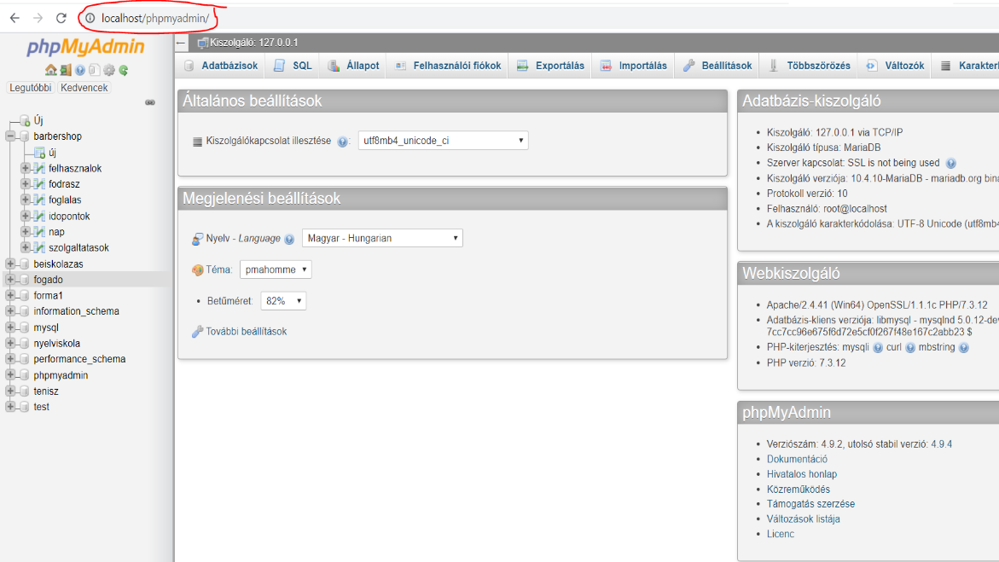 localhost/phpmyadmin/
phpMyAdmin
Legutóbbi Kedvencek
Új
barbershop
új
felhasznalok
fodrasz
foglalas
idopontok
nap
szolgaltatasok
beiskolazas
fogado
forma1
information_schema
mysql
nyelviskola
performance_schema
phpmyadmin
tenisz
test
Kiszolgáló: 127.0.0.1
Adatbázisok SQL Állapot Felhasználói fiókok Exportálás Importálás Beállítások Többszörözés Változók Karakter
Általános beállítások
Kiszolgálókapcsolat illesztése : utf8mb4_unicode_ci
Megjelenési beállítások
Nyelv - Language Magyar - Hungarian
Téma: pmahomme
• Betűméret: 82%
További beállítások
Adatbázis-kiszolgáló
• Kiszolgáló: 127.0.0.1 via TCP/IP
• Kiszolgáló típusa: MariaDB
• Szerver kapcsolat: SSL is not being used
• Kiszolgáló verziója: 10.4.10-MariaDB - mariadb.org bina
• Protokoll verzió: 10
• Felhasználó: root@localhost
• A kiszolgáló karakterkódolása: UTF-8 Unicode (utf8mb4
Webkiszolgáló
• Apache/2.4.41 (Win64) OpenSSL/1.1.1c PHP/7.3.12
• Adatbázis-kliens verziója: libmysql - mysqlnd 5.0.12-dev
7cc7cc96e675f6d72e5cf0f267f48e167c2abb23 $
• PHP-kiterjesztés: mysqli curl mbstring
• PHP verzió: 7.3.12
phpMyAdmin
• Verziószám: 4.9.2, utolsó stabil verzió: 4.9.4
• Dokumentáció
• Hivatalos honlap
• Közreműködés
• Támogatás szerzése
• Változások listája
• Licenc